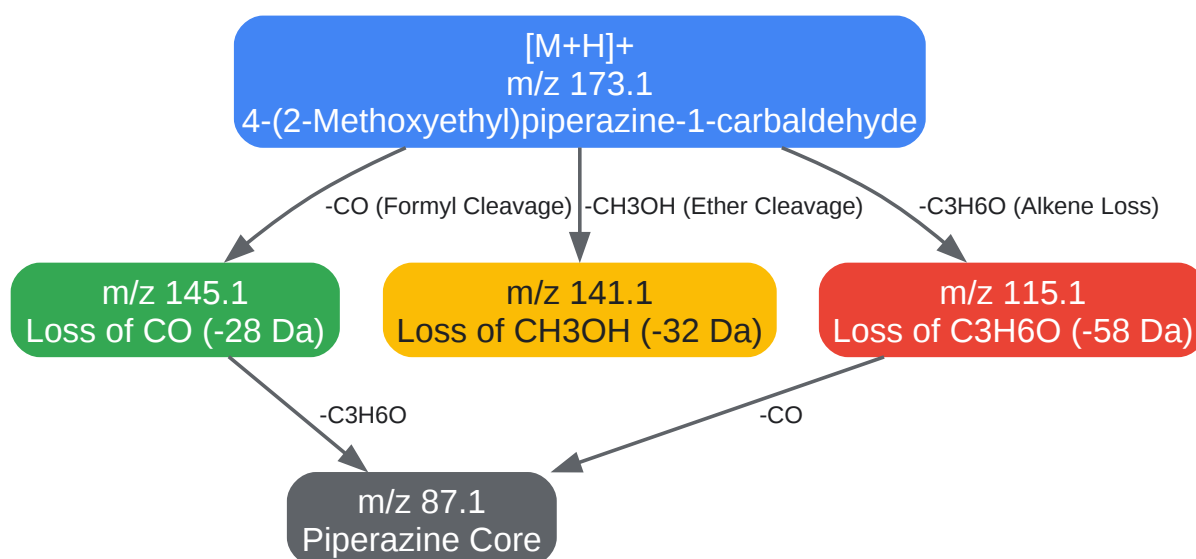 [M+H]+
m/z 173.1
4-(2-Methoxyethyl)piperazine-1-carbaldehyde
-CO (Formyl Cleavage)
-CH3OH (Ether Cleavage)
-C3H6O (Alkene Loss)
m/z 145.1
Loss of CO (-28 Da)
m/z 141.1
Loss of CH3OH (-32 Da)
m/z 115.1
Loss of C3H6O (-58 Da)
-C3H6O
-CO
m/z 87.1
Piperazine Core